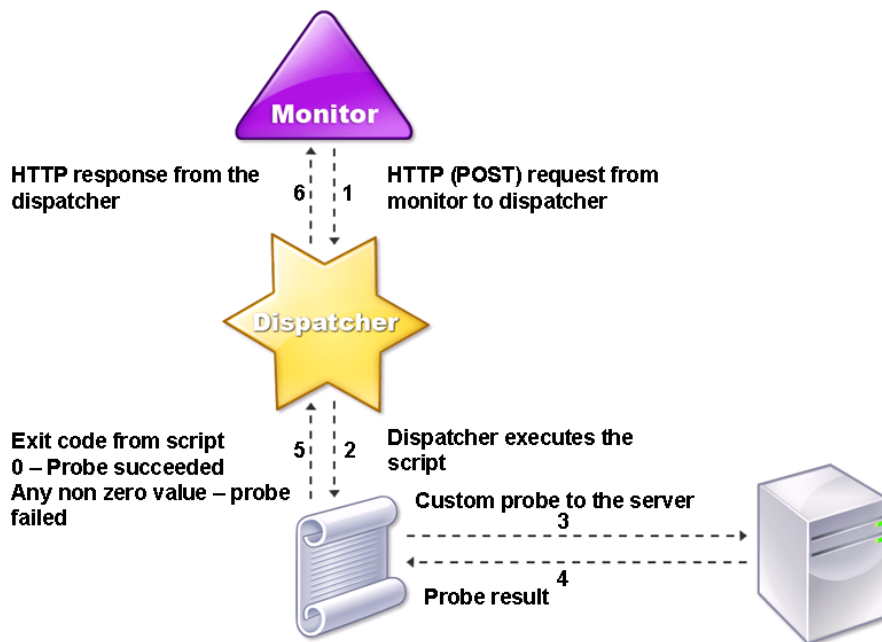 Monitor
HTTP response from the
dispatcher
6
1
HTTP (POST) request from
monitor to dispatcher
Dispatcher
Exit code from script
0 – Probe succeeded
Any non zero value – probe
failed
5
2
Dispatcher executes the
script
Custom probe to the server
3
4
Probe result